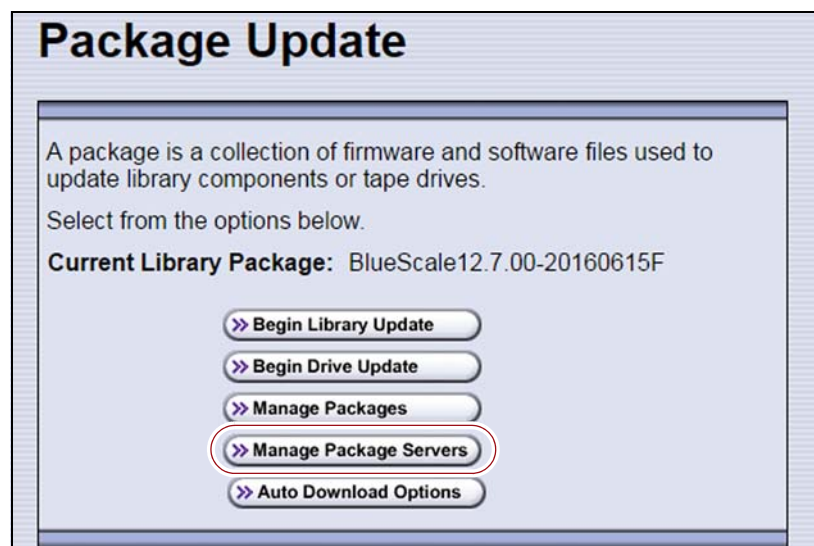 Package Update
A package is a collection of firmware and software files used to
update library components or tape drives.
Select from the options below.
Current Library Package: BlueScale12.7.00-20160615F
Begin Library Update
Begin Drive Update
Manage Packages
Manage Package Servers
Auto Download Options